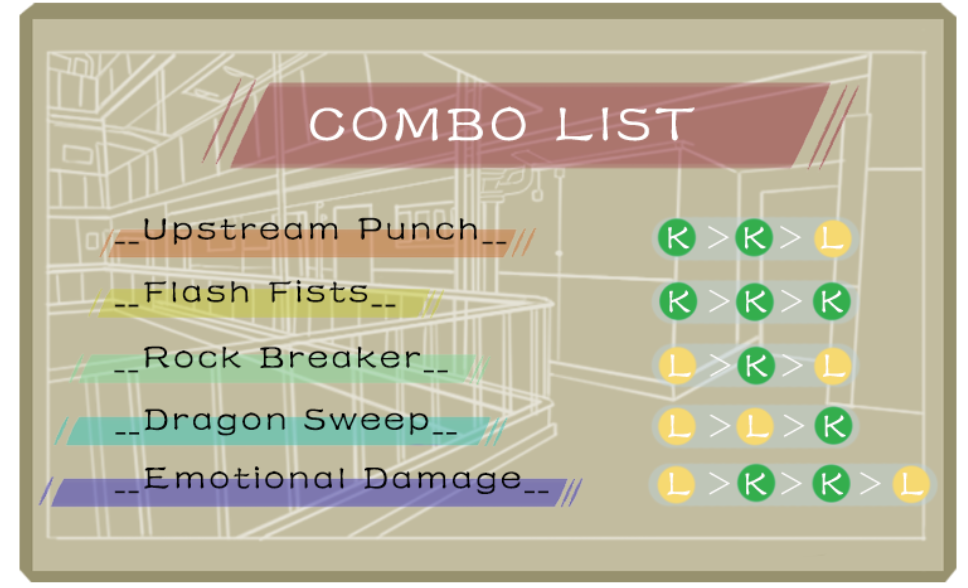 COMBO LIST
__Upstream Punch__ K > K > L
__Flash Fists__ K > K > K
__Rock Breaker__ L > K > L
__Dragon Sweep__ L > L > K
__Emotional Damage__ L > K > K > L